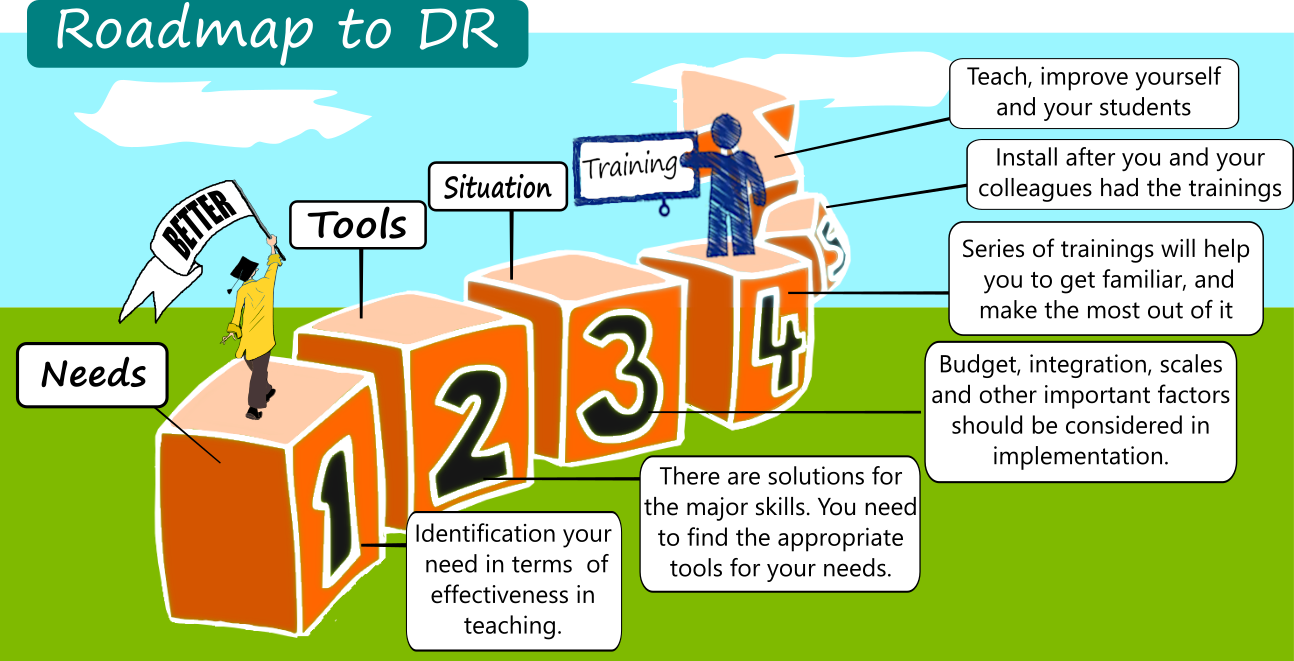 Roadmap to DR
BETTER
Needs
Tools
Situation
Training
1
2
3
4
5
Identification your
need in terms of
effectiveness in
teaching.
There are solutions for
the major skills. You need
to find the appropriate
tools for your needs.
Budget, integration, scales
and other important factors
should be considered in
implementation.
Series of trainings will help
you to get familiar, and
make the most out of it
Install after you and your
colleagues had the trainings
Teach, improve yourself
and your students